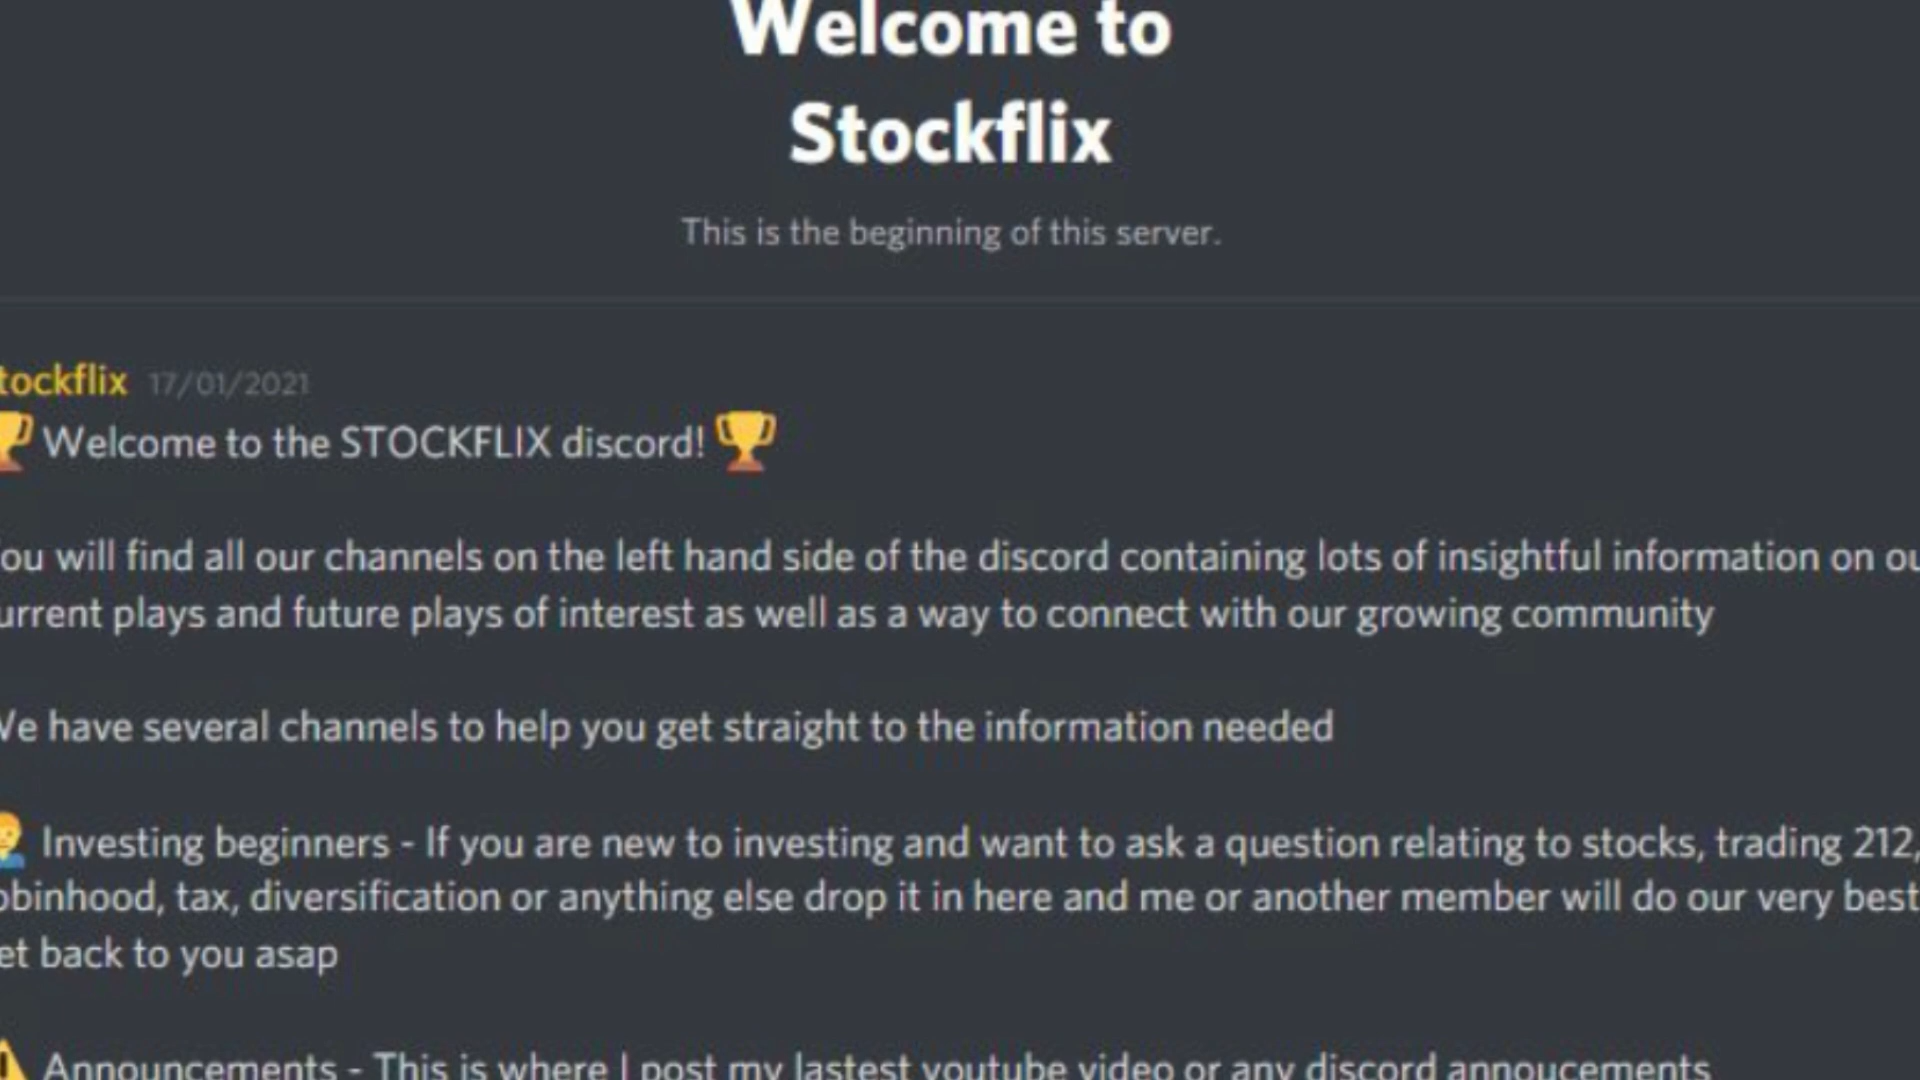 Welcome to
Stockflix
This is the beginning of this server.
tockflix 17/01/2021
Welcome to the STOCKFLIX discord!
ou will find all our channels on the left hand side of the discord containing lots of insightful information on ou
urrent plays and future plays of interest as well as a way to connect with our growing community
We have several channels to help you get straight to the information needed
Investing beginners - If you are new to investing and want to ask a question relating to stocks, trading 212,
obinhood, tax, diversification or anything else drop it in here and me or another member will do our very best
et back to you asap
Announcements - This is where I post my lastest youtube video or any discord annoucements